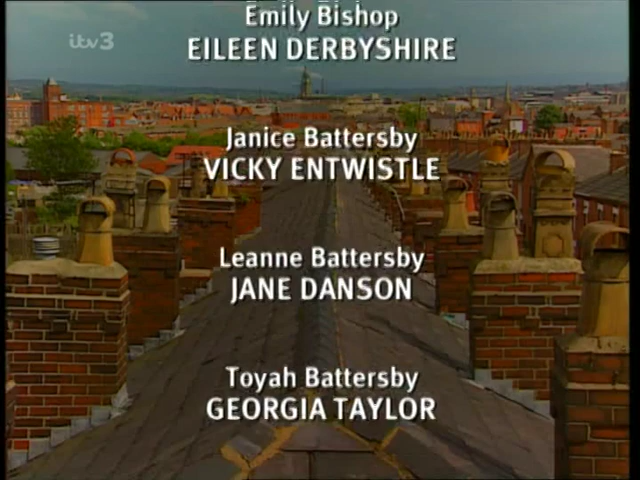 Emily Bishop
itv3
EILEEN DERBYSHIRE
Janice Battersby
VICKY ENTWISTLE
Leanne Battersby
JANE DANSON
Toyah Battersby
GEORGIA TAYLOR